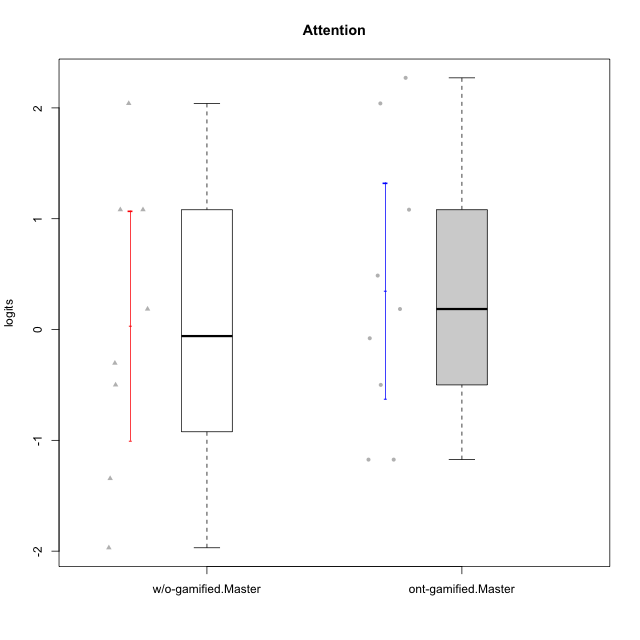 Attention
logits
2
1
0
-1
-2
w/o-gamified.Master
ont-gamified.Master